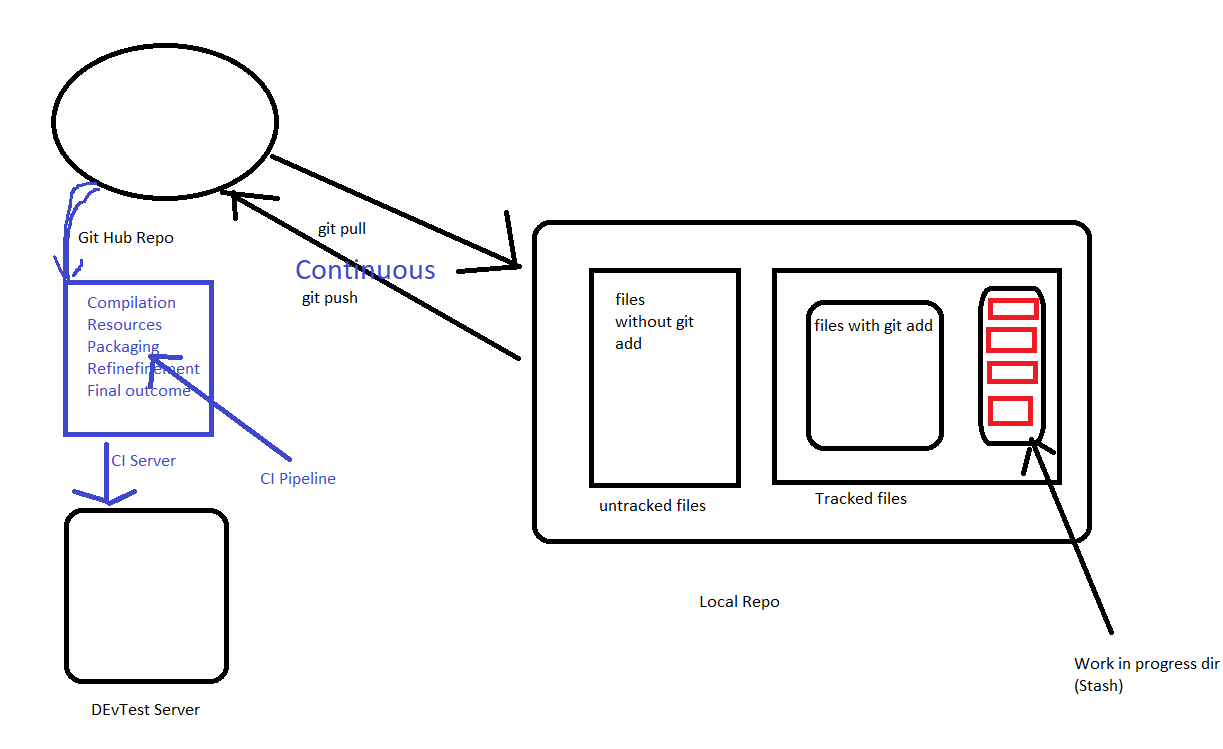 git pull
Git Hub Repo
Continuous
git push
Compilation
Resources
Packaging
Refinefinement
Final outcome
CI Server
CI Pipeline
DEvTest Server
files
without git
add
untracked files
files with git add
Tracked files
Local Repo
Work in progress dir
(Stash)